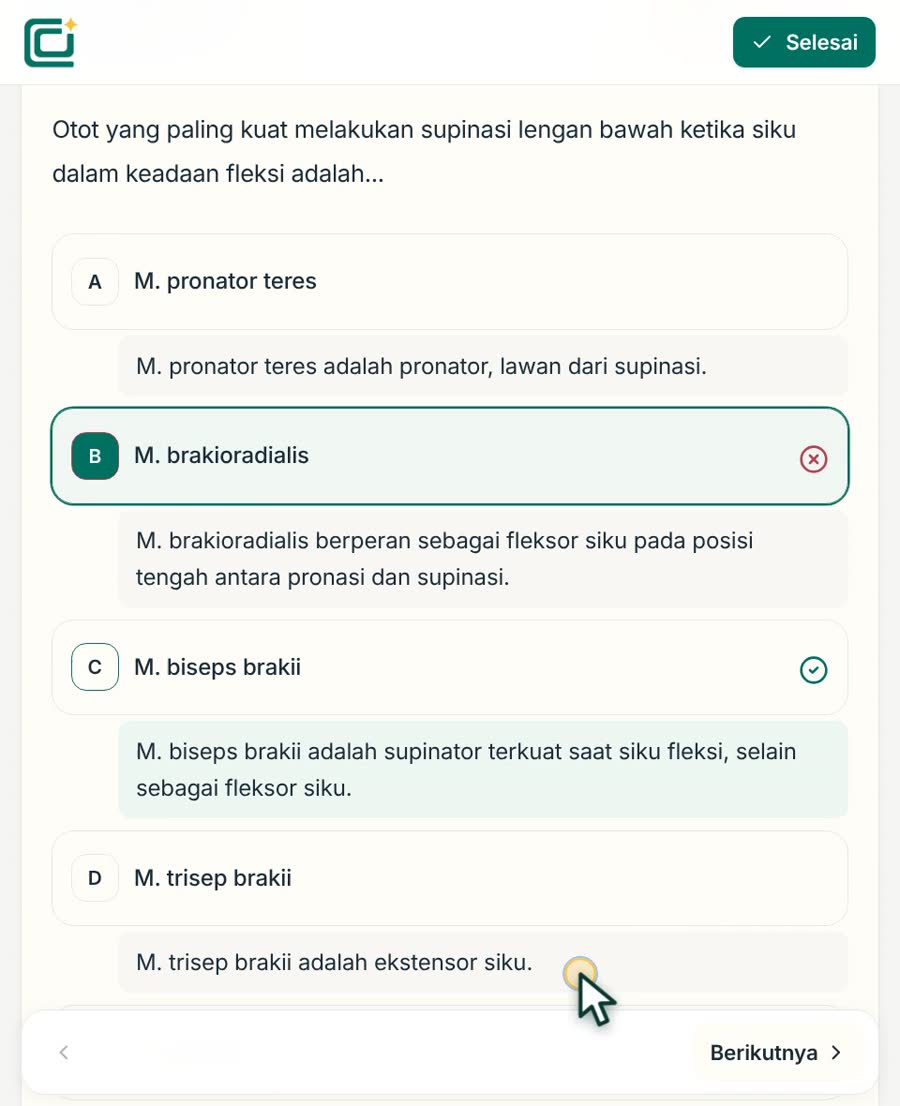 Selesai
Otot yang paling kuat melakukan supinasi lengan bawah ketika siku
dalam keadaan fleksi adalah...
A M. pronator teres
M. pronator teres adalah pronator, lawan dari supinasi.
B M. brakioradialis
M. brakioradialis berperan sebagai fleksor siku pada posisi
tengah antara pronasi dan supinasi.
C M. biseps brakii
M. biseps brakii adalah supinator terkuat saat siku fleksi, selain
sebagai fleksor siku.
D M. trisep brakii
M. trisep brakii adalah ekstensor siku.
Berikutnya